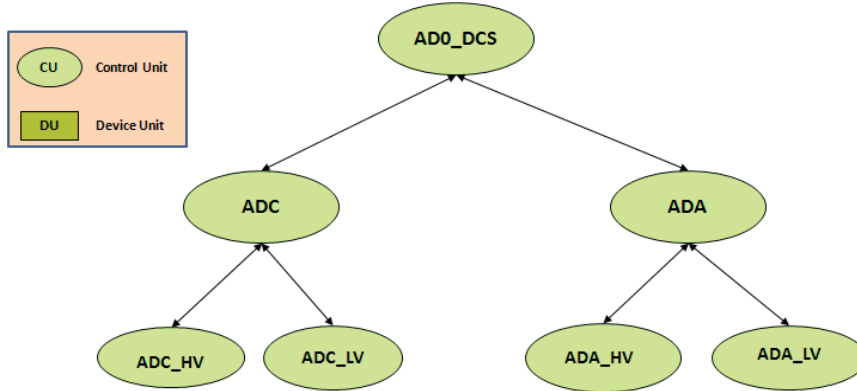 AD0_DCS
CU Control Unit
DU Device Unit
ADC
ADA
ADC_HV
ADC_LV
ADA_HV
ADA_LV